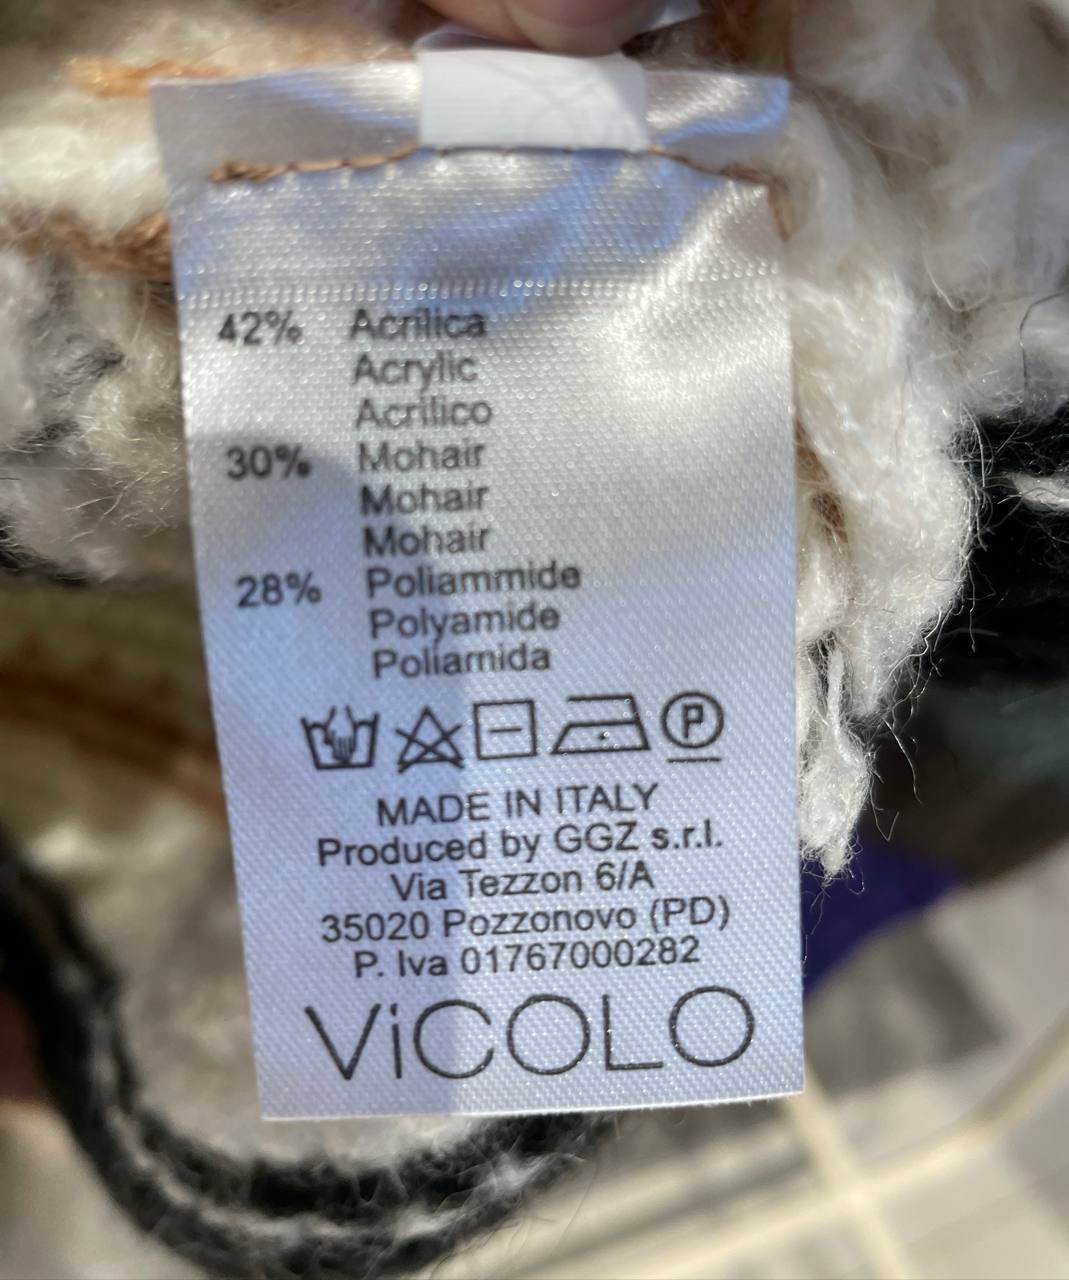 42% Acrilica
Acrylic
Acrilico
30% Mohair
Mohair
Mohair
28% Poliammide
Polyamide
Poliamida
P
MADE IN ITALY
Produced by GGZ s.r.l.
Via Tezzon 6/A
35020 Pozzonovo (PD)
P. Iva 01767000282
ViCOLO